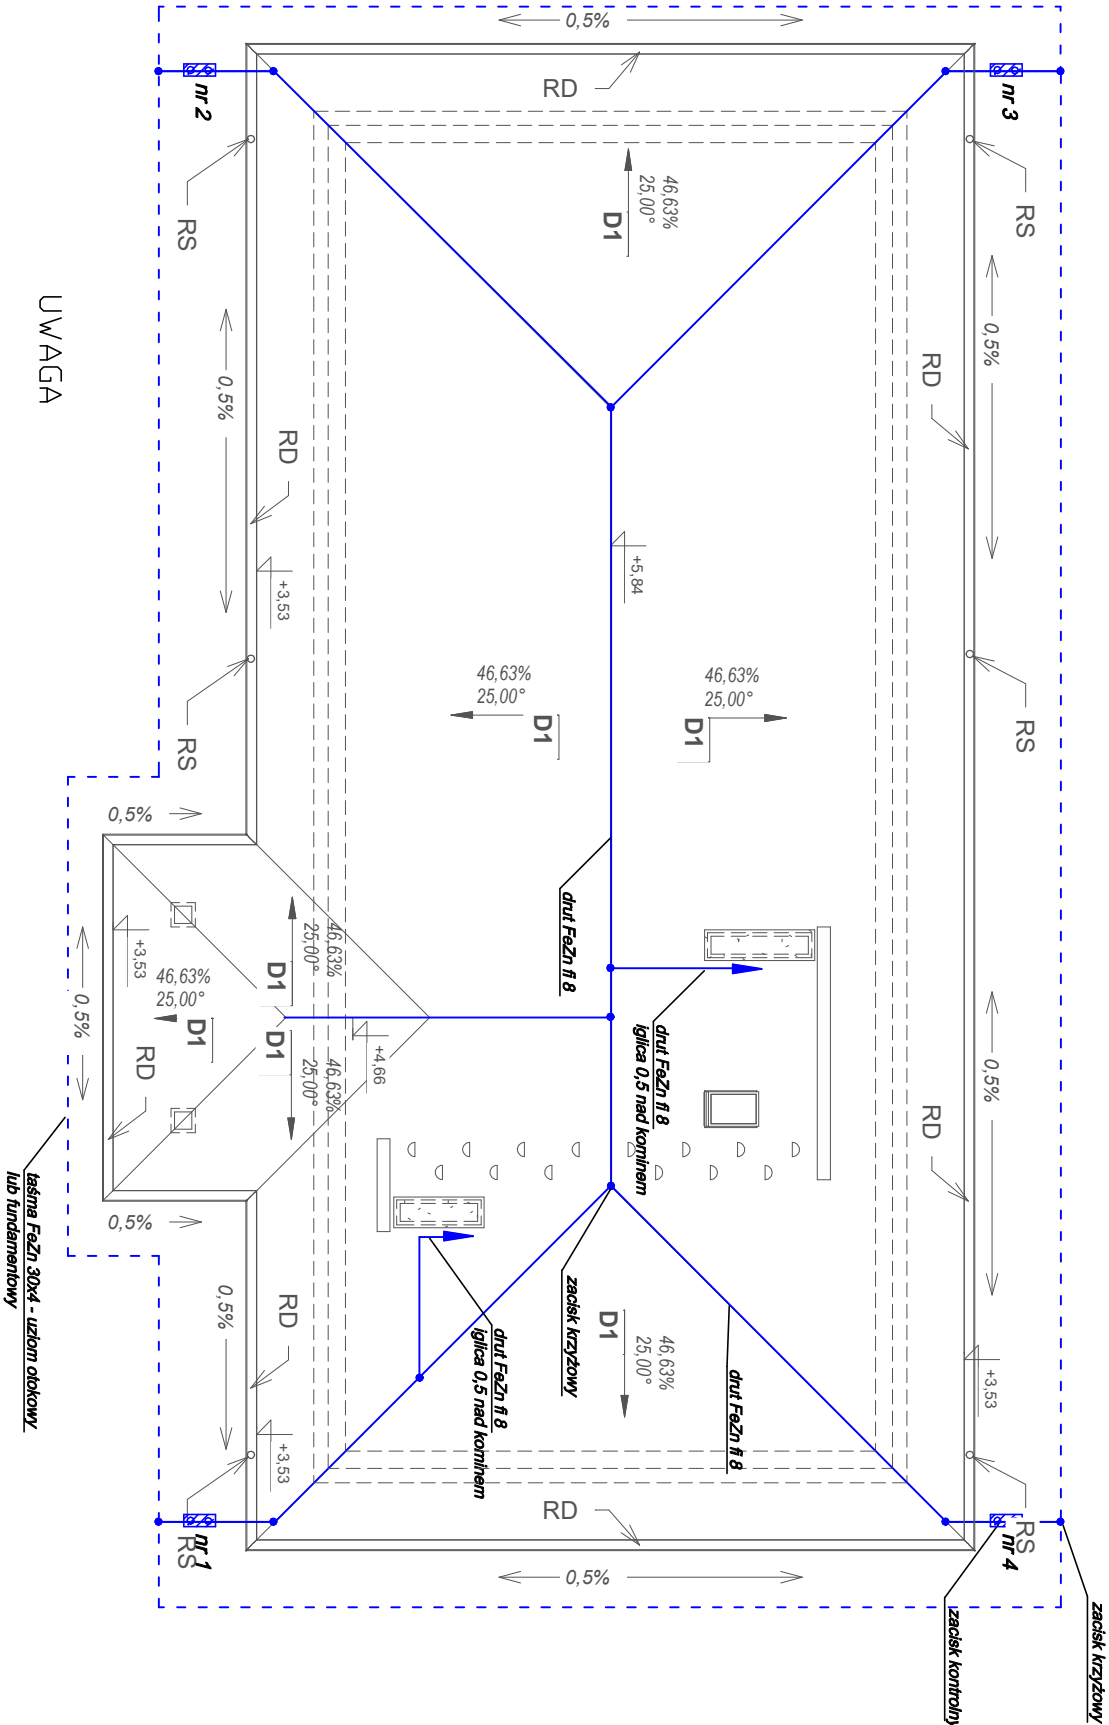 0,5%
nr 2
nr 3
RD
RS
RS
46,63%
25,00°
D1
UWAGA
0,5%
0,5%
RD
RD
+5,84
+3,53
46,63%
25,00°
D1
46,63%
25,00°
D1
RS
RS
0,5%
drut FeZn fi 8
+3,53
46,63%
25,00°
D1
46,63%
25,00°
D1
46,63%
25,00°
D1
+4,66
0,5%
RD
drut FeZn fi 8
iglica 0,5 nad kominem
0,5%
RD
0,5%
taśma FeZn 30x4 - uziom otokowy
lub fundamentowy
0,5%
RD
zacisk krzyżowy
D1
46,63%
25,00°
drut FeZn fi 8
iglica 0,5 nad kominem
drut FeZn fi 8
+3,53
+3,53
RD
RS
nr 1
RS
nr 4
0,5%
zacisk kontrolny
zacisk krzyżowy